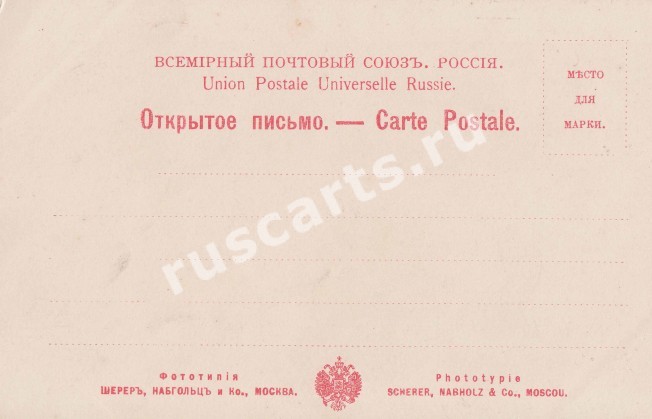 ВСЕМІРНЫЙ ПОЧТОВЫЙ СОЮЗЪ. РОССІЯ.
Union Postale Universelle Russie.
МѢСТО
ДЛЯ
МАРКИ.
Открытое письмо. — Carte Postale.
ruscarts.ru
Фототипія
ШЕРЕРЪ, НАБГОЛЬЦЪ и Ко., МОСКВА.
Phototypie
SCHERER, NABHOLZ & Co., MOSCOU.